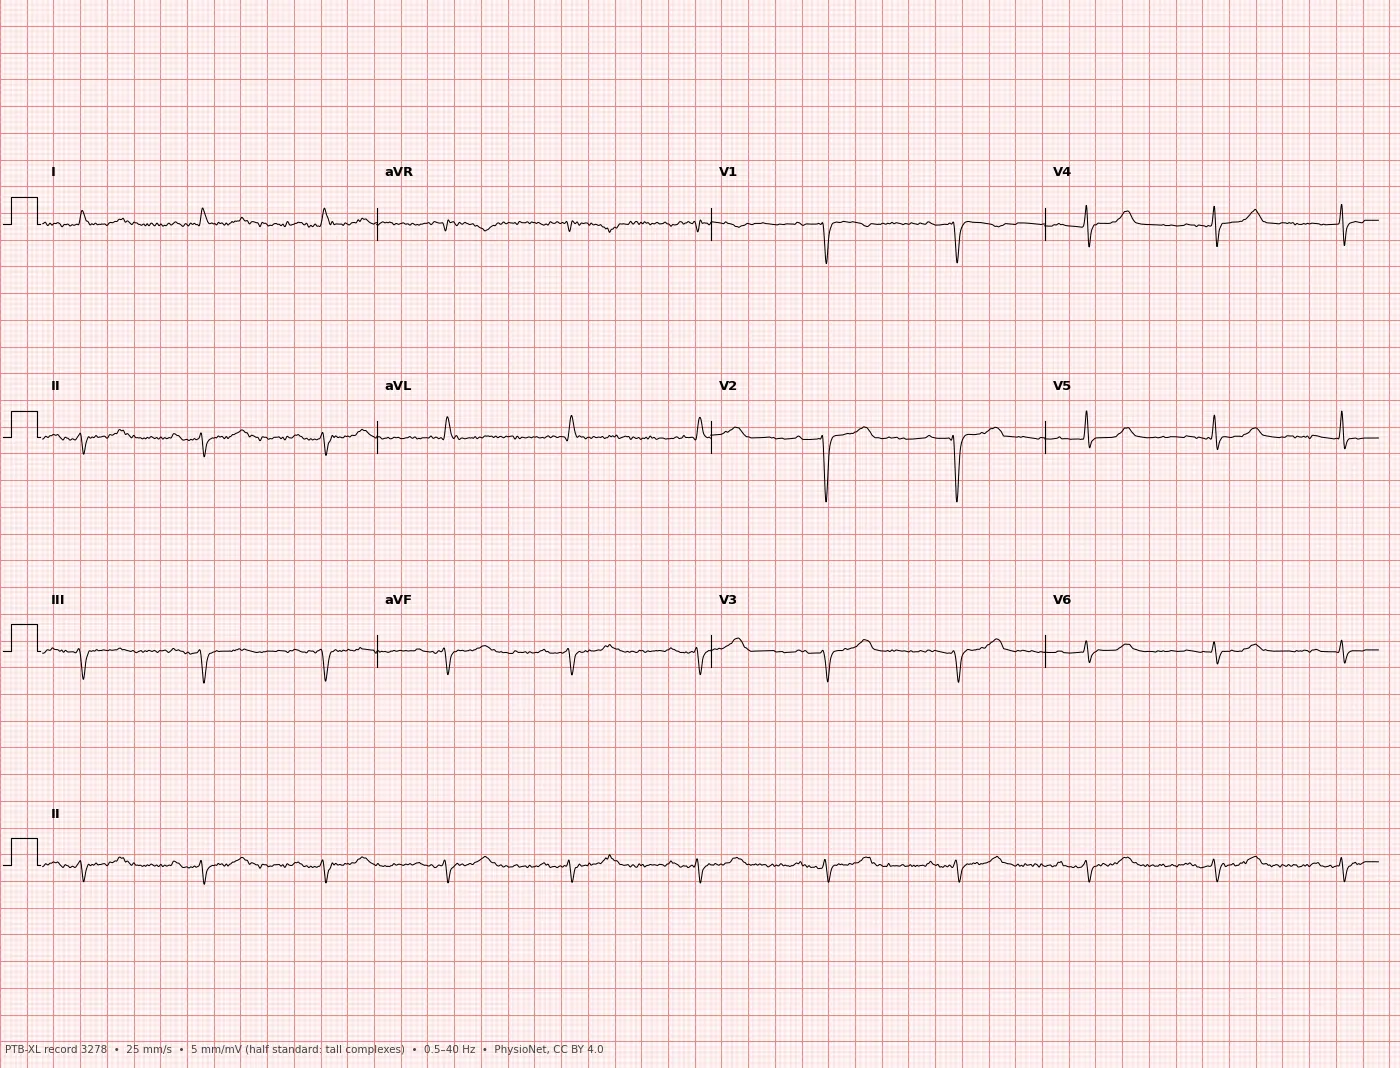 I aVR V1 V4
II aVL V2 V5
III aVF V3 V6
II
PTB-XL record 3278 • 25 mm/s • 5 mm/mV (half standard: tall complexes) • 0.5–40 Hz • PhysioNet, CC BY 4.0